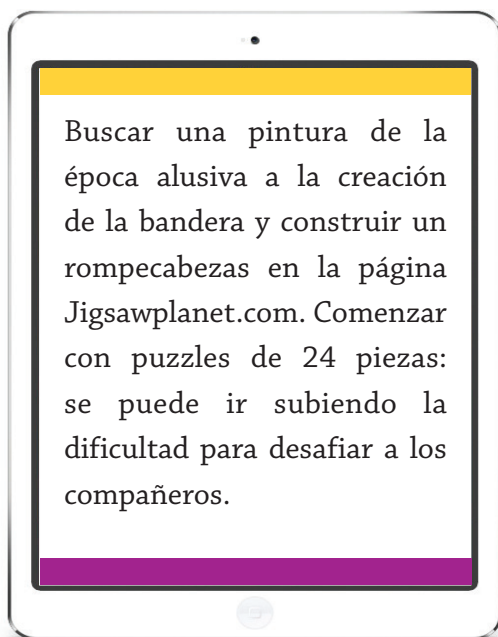 Buscar una pintura de la
época alusiva a la creación
de la bandera y construir un
rompecabezas en la página
Jigsawplanet.com. Comenzar
con puzzles de 24 piezas:
se puede ir subiendo la
dificultad para desafiar a los
compañeros.